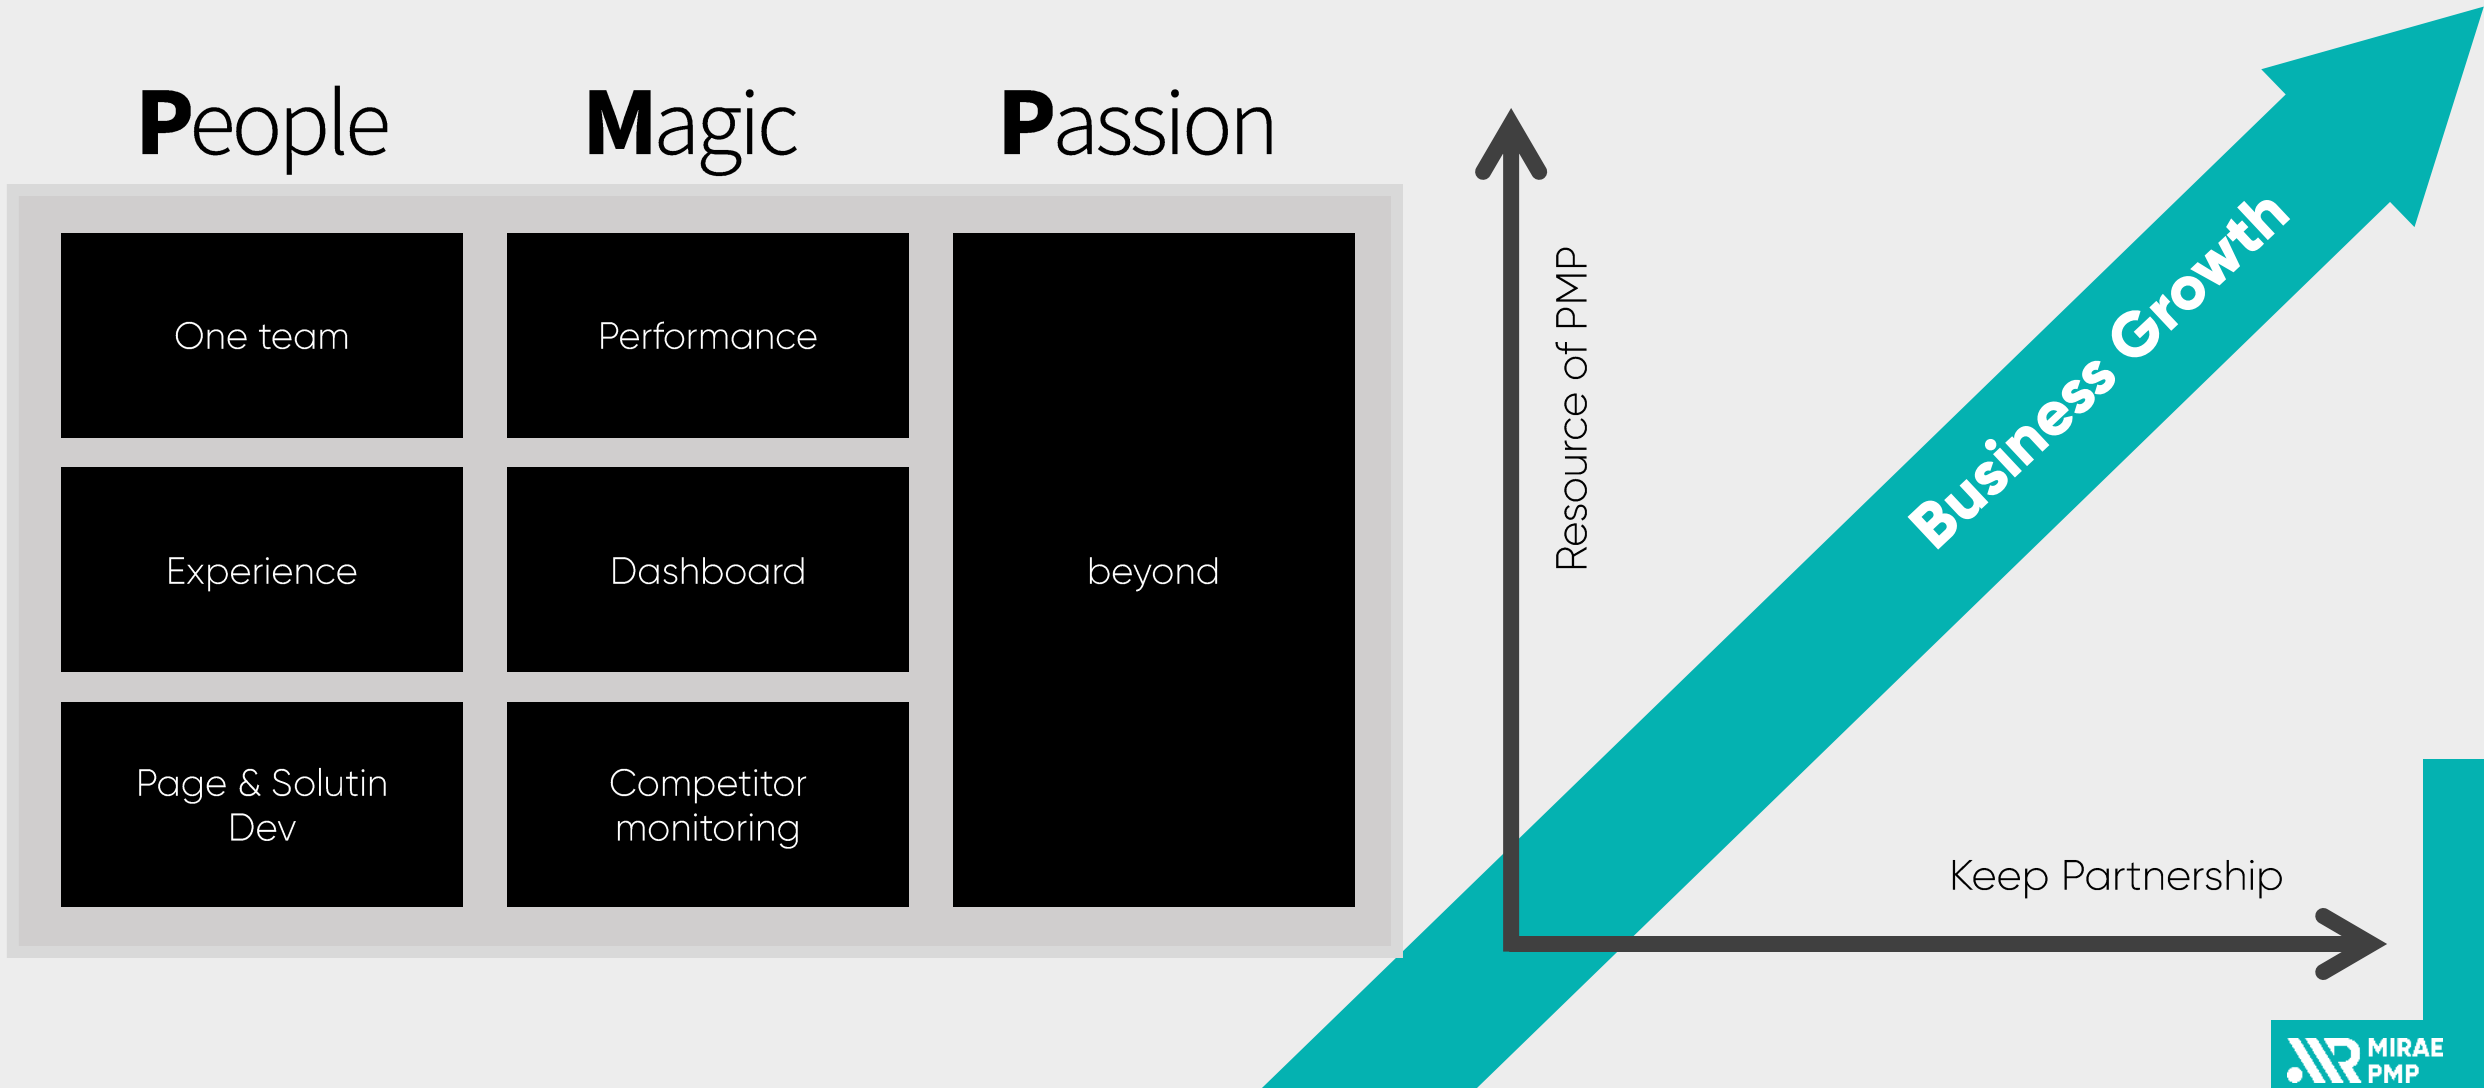 People
Magic
Passion
One team
Performance
Experience
Dashboard
beyond
Page & Solutin
Dev
Competitor
monitoring
Resource of PMP
Business Growth
Keep Partnership
MIRAE
PMP